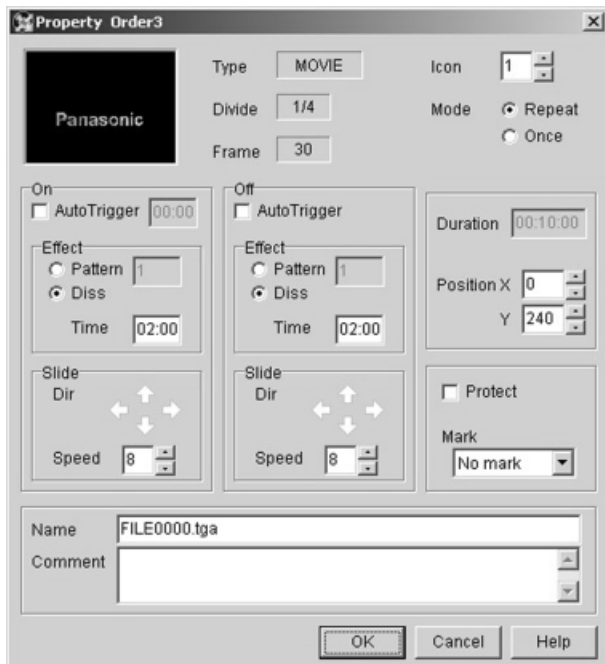 Property Order3
Panasonic
Type MOVIE
Divide 1/4
Frame 30
Icon 1
Mode Repeat
Once
On
AutoTrigger 00:00
Effect
Pattern 1
Diss
Time 02:00
Slide
Dir
Speed 8
Off
AutoTrigger
Effect
Pattern 1
Diss
Time 02:00
Slide
Dir
Speed 8
Duration 00:10:00
Position X 0
Y 240
Protect
Mark
No mark
Name FILE0000.tga
Comment
OK Cancel Help